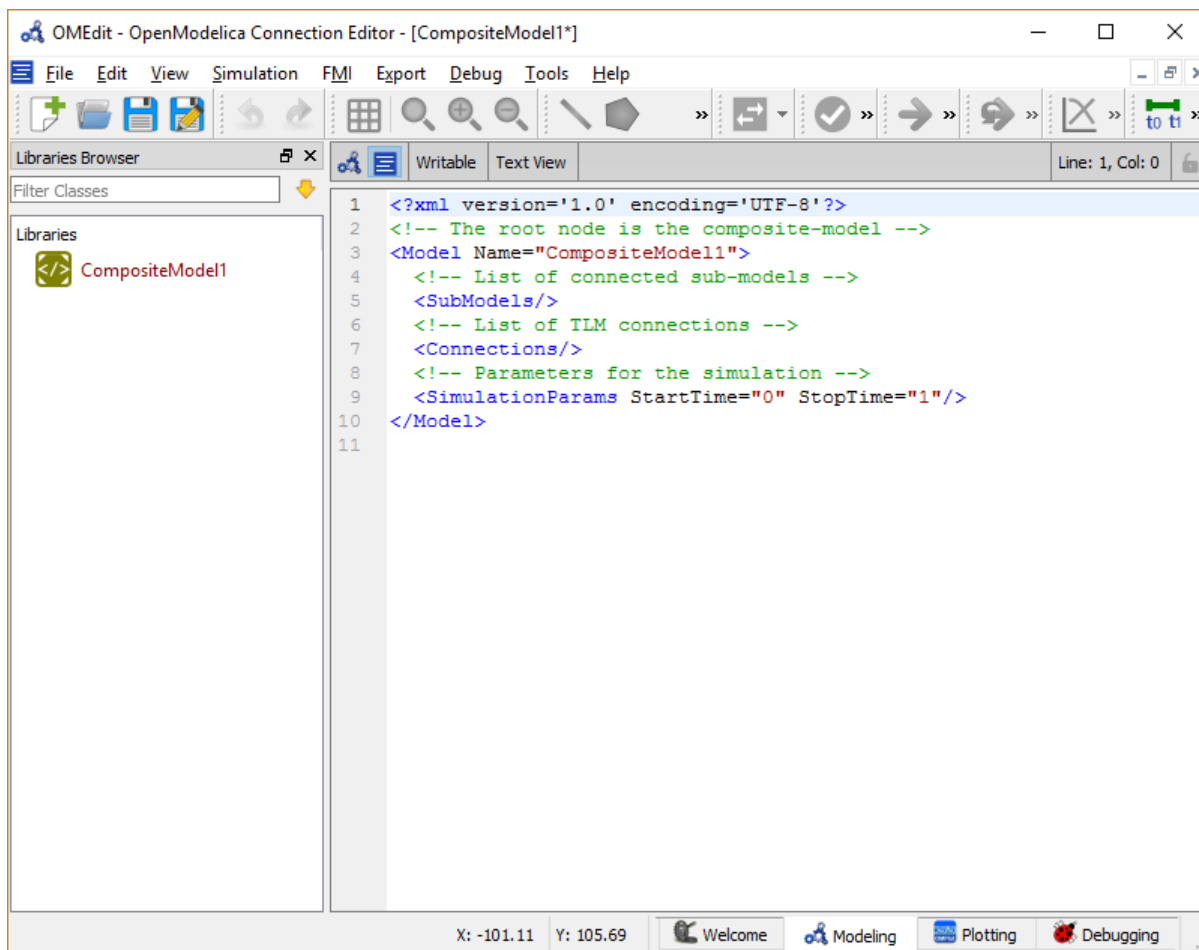 OMEdit - OpenModelica Connection Editor - [CompositeModel1*]
File Edit View Simulation FMI Export Debug Tools Help
t0 t1
Libraries Browser
Writable Text View Line: 1, Col: 0
Filter Classes
Libraries
CompositeModel1
1 <?xml version='1.0' encoding='UTF-8'?>
2 <!-- The root node is the composite-model -->
3 <Model Name="CompositeModel1">
4 <!-- List of connected sub-models -->
5 <SubModels/>
6 <!-- List of TLM connections -->
7 <Connections/>
8 <!-- Parameters for the simulation -->
9 <SimulationParams StartTime="0" StopTime="1"/>
10 </Model>
11
X: -101.11 Y: 105.69 Welcome Modeling Plotting Debugging